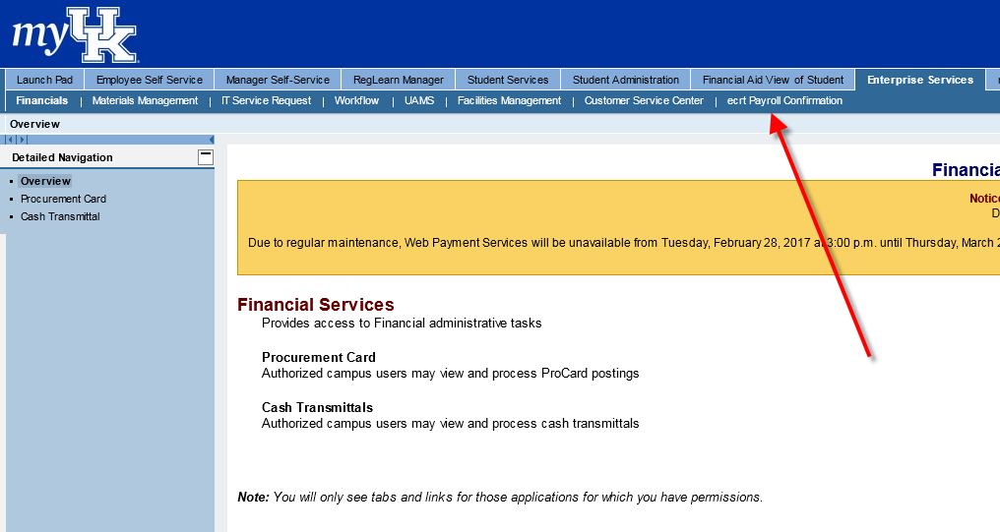 my UK
Launch Pad Employee Self Service Manager Self-Service RegLearn Manager Student Services Student Administration Financial Aid View of Student Enterprise Services
Financials | Materials Management | IT Service Request | Workflow | UAMS | Facilities Management | Customer Service Center | ecrt Payroll Confirmation
Overview
Detailed Navigation
Overview
Procurement Card
Cash Transmittal
Financia
Notice
D
Due to regular maintenance, Web Payment Services will be unavailable from Tuesday, February 28, 2017 at 3:00 p.m. until Thursday, March 2
Financial Services
Provides access to Financial administrative tasks
Procurement Card
Authorized campus users may view and process ProCard postings
Cash Transmittals
Authorized campus users may view and process cash transmittals
Note: You will only see tabs and links for those applications for which you have permissions.